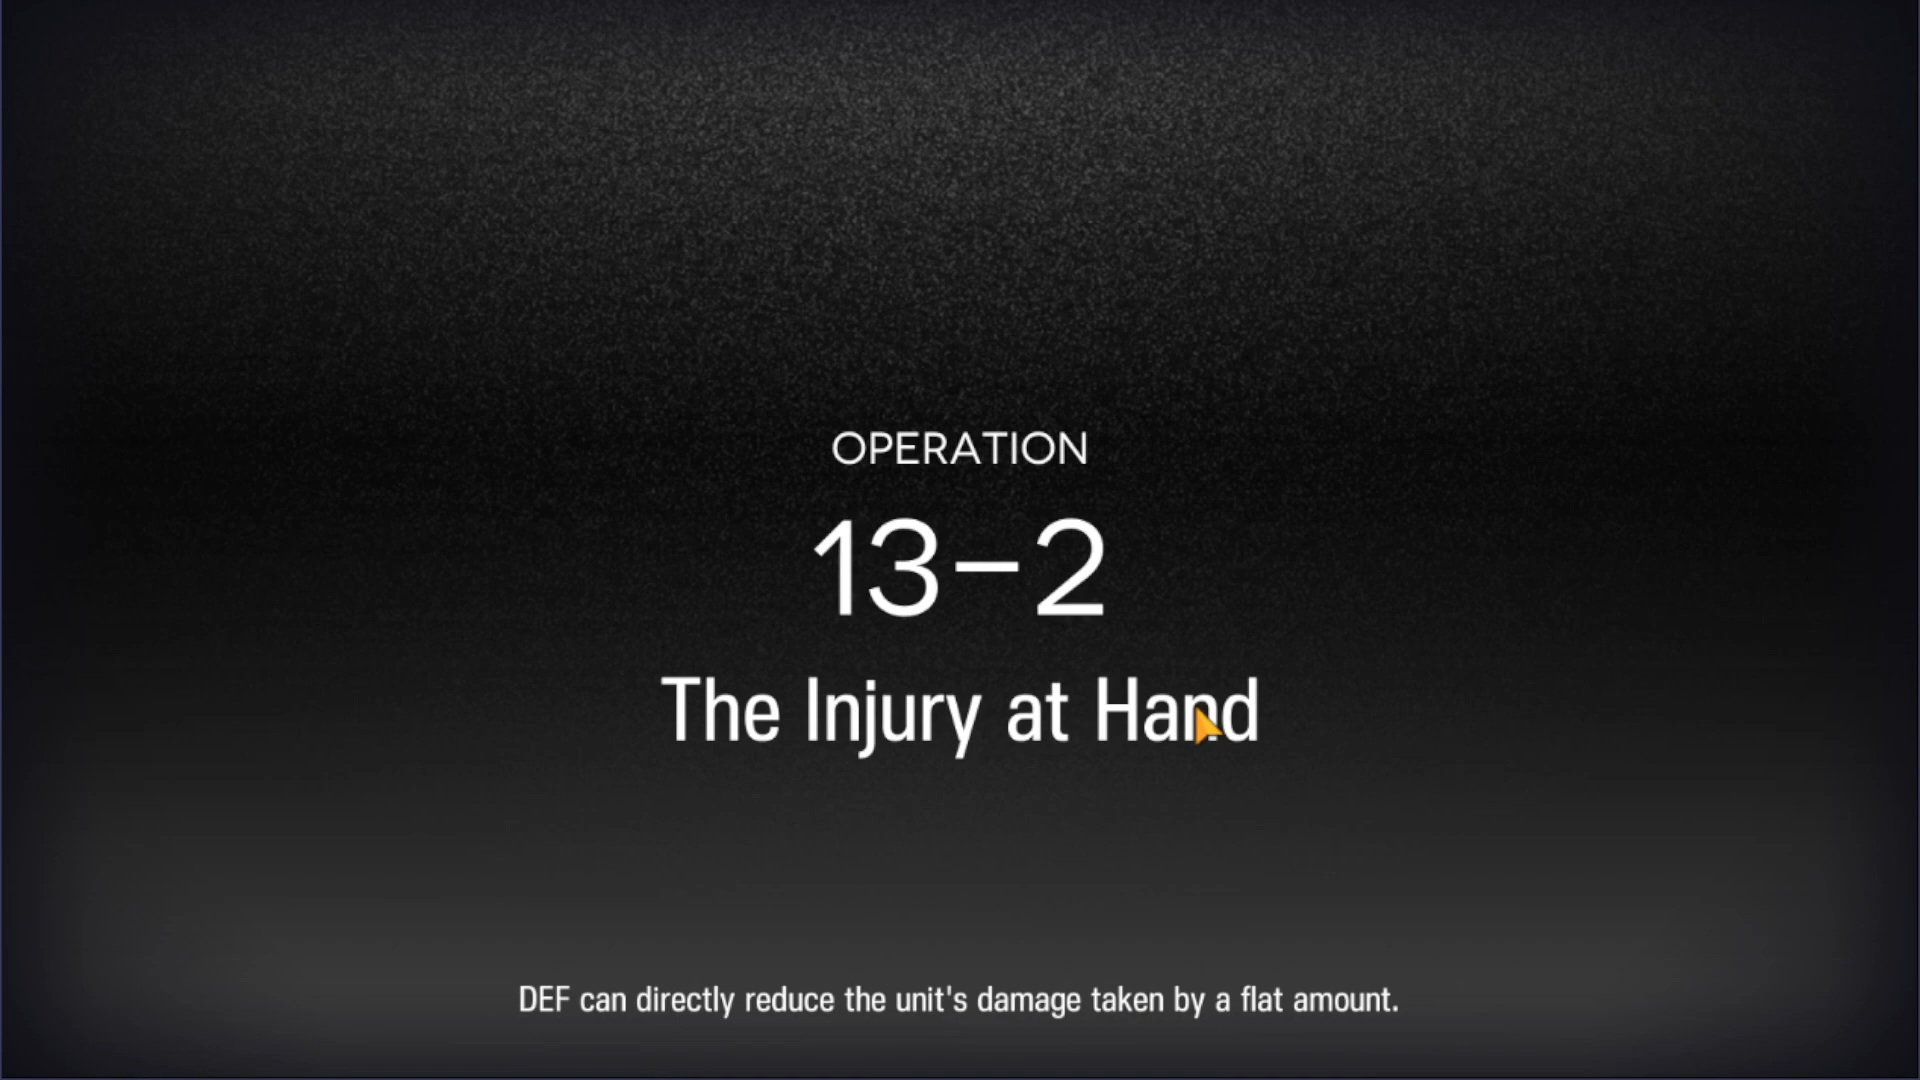 OPERATION
13-2
The Injury at Hand
DEF can directly reduce the unit's damage taken by a flat amount.